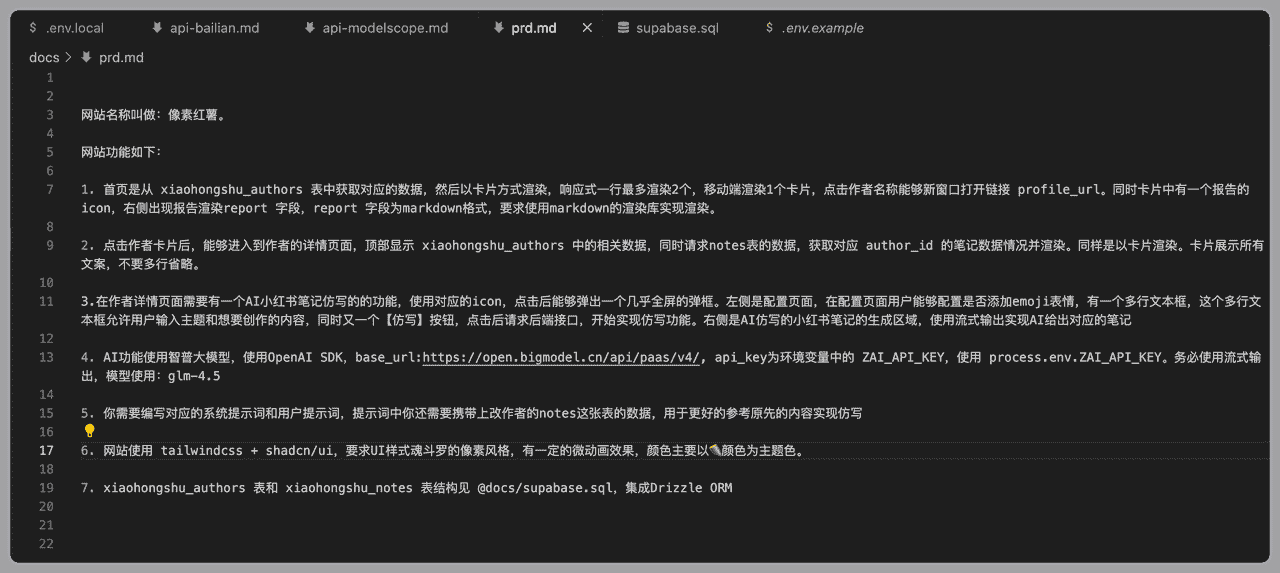 $ .env.local api-bailian.md api-modelscope.md prd.md × supabase.sql $ .env.example
docs > prd.md
1
2
3 网站名称叫做：像素红薯。
4
5 网站功能如下：
6
7 1. 首页是从 xiaohongshu_authors 表中获取对应的数据，然后以卡片方式渲染，响应式一行最多渲染2个，移动端渲染1个卡片，点击作者名称能够新窗口打开链接 profile_url。同时卡片中有一个报告的
icon，右侧出现报告渲染report 字段，report 字段为markdown格式，要求使用markdown的渲染库实现渲染。
8
9 2. 点击作者卡片后，能够进入到作者的详情页面，顶部显示 xiaohongshu_authors 中的相关数据，同时请求notes表的数据，获取对应 author_id 的笔记数据情况并渲染。同样是以卡片渲染。卡片展示所有
文案，不要多行省略。
10
11 3.在作者详情页面需要有一个AI小红书笔记仿写的的功能，使用对应的icon，点击后能够弹出一个几乎全屏的弹框。左侧是配置页面，在配置页面用户能够配置是否添加emoji表情，有一个多行文本框，这个多行文
本框允许用户输入主题和想要创作的内容，同时又一个【仿写】按钮，点击后请求后端接口，开始实现仿写功能。右侧是AI仿写的小红书笔记的生成区域，使用流式输出实现AI给出对应的笔记
12
13 4. AI功能使用智普大模型，使用OpenAI SDK，base_url:https://open.bigmodel.cn/api/paas/v4/, api_key为环境变量中的 ZAI_API_KEY，使用 process.env.ZAI_API_KEY。务必使用流式输
出，模型使用：glm-4.5
14
15 5. 你需要编写对应的系统提示词和用户提示词，提示词中你还需要携带上改作者的notes这张表的数据，用于更好的参考原先的内容实现仿写
16
17 6. 网站使用 tailwindcss + shadcn/ui，要求UI样式魂斗罗的像素风格，有一定的微动画效果，颜色主要以🍠颜色为主题色。
18
19 7. xiaohongshu_authors 表和 xiaohongshu_notes 表结构见 @docs/supabase.sql，集成Drizzle ORM
20
21
22